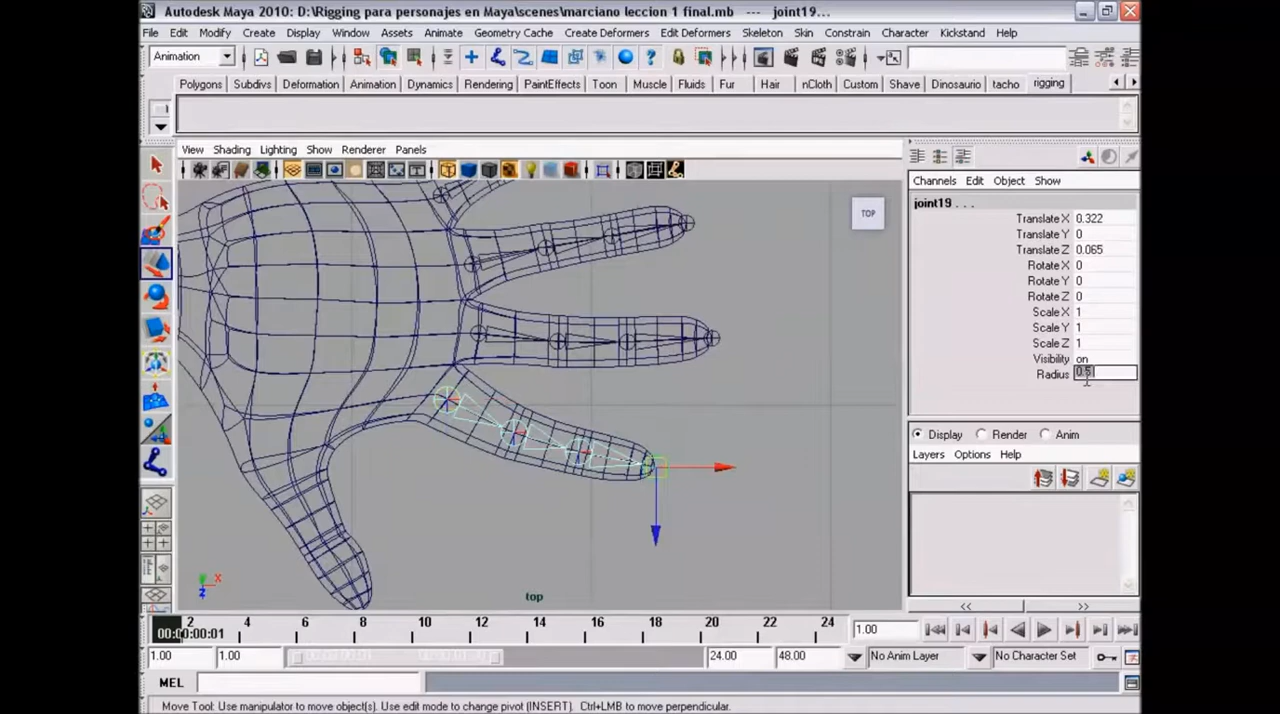 Autodesk Maya 2010: D:\Rigging para personajes en Maya\scenes\marciano leccion 1 final.mb --- joint19...
File Edit Modify Create Display Window Assets Animate Geometry Cache Create Deformers Edit Deformers Skeleton Skin Constrain Character Kickstand Help
Animation
Polygons Subdivs Deformation Animation Dynamics Rendering PaintEffects Toon Muscle Fluids Fur Hair nCloth Custom Shave Dinosaurio tacho rigging
View Shading Lighting Show Renderer Panels
Channels Edit Object Show
joint19 . . .
Translate X 0.322
Translate Y 0
Translate Z 0.065
Rotate X 0
Rotate Y 0
Rotate Z 0
Scale X 1
Scale Y 1
Scale Z 1
Visibility on
Radius 0.5
TOP
Display Render Anim
Layers Options Help
y x
z
top
<< >>
2 4 6 8 10 12 14 16 18 20 22 24
00:00:00:01
1.00
1.00 1.00 24.00 48.00 No Anim Layer No Character Set
MEL
Move Tool: Use manipulator to move object(s). Use edit mode to change pivot (INSERT). Ctrl+LMB to move perpendicular.